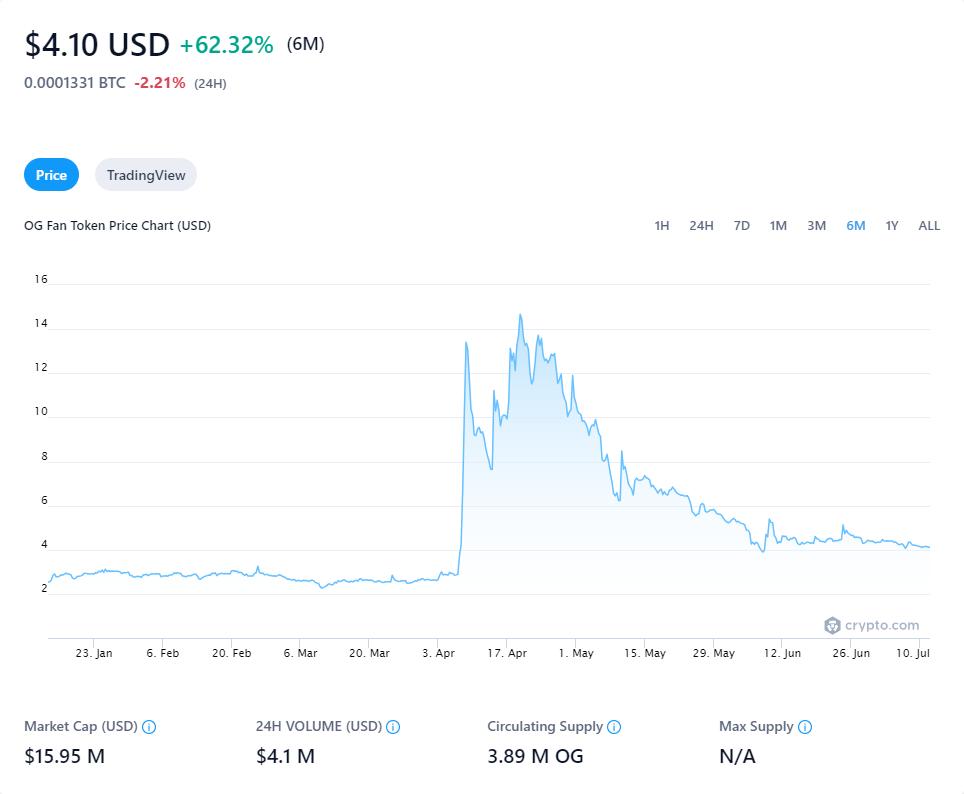 $4.10 USD +62.32% (6M)
0.0001331 BTC -2.21% (24H)
Price TradingView
OG Fan Token Price Chart (USD) 1H 24H 7D 1M 3M 6M 1Y ALL
16
14
12
10
8
6
4
2
crypto.com
23. Jan 6. Feb 20. Feb 6. Mar 20. Mar 3. Apr 17. Apr 1. May 15. May 29. May 12. Jun 26. Jun 10. Jul
Market Cap (USD) 24H VOLUME (USD) Circulating Supply Max Supply
$15.95 M $4.1 M 3.89 M OG N/A